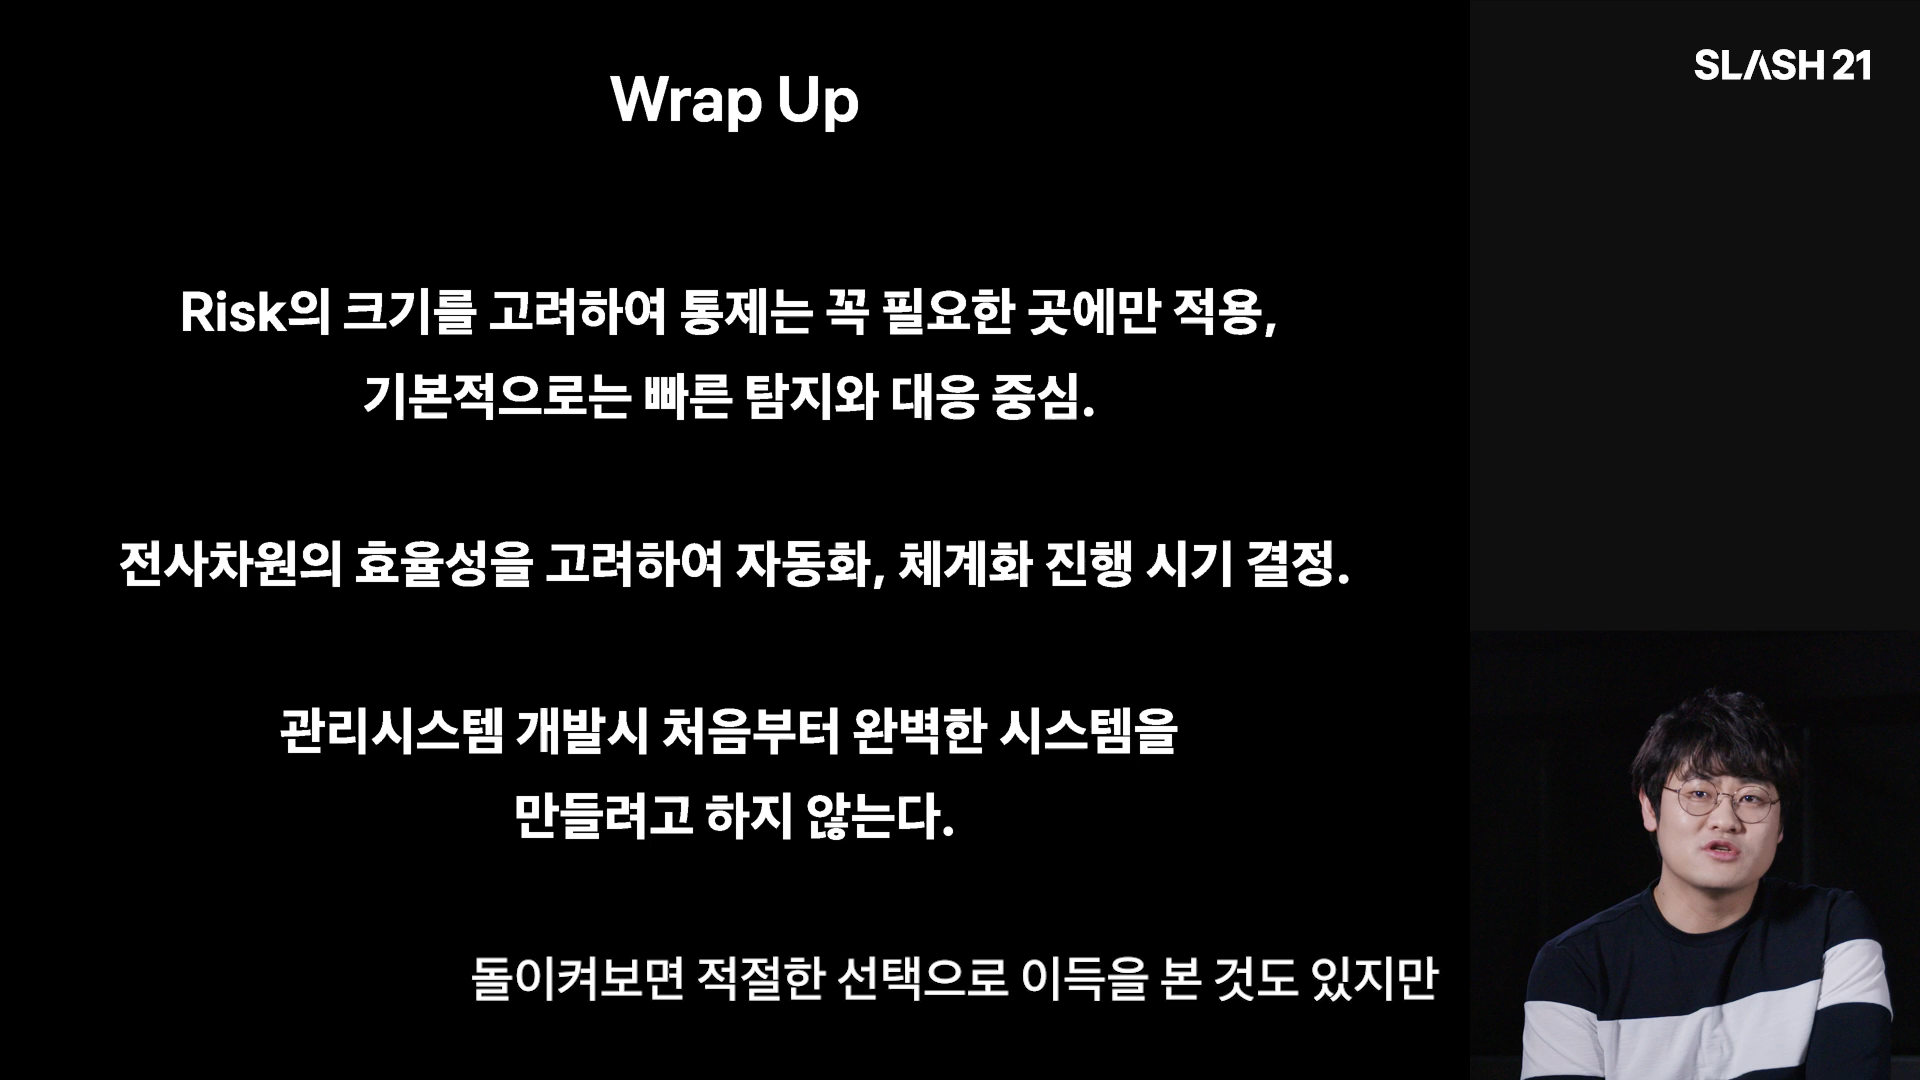 SLASH 21
Wrap Up
Risk의 크기를 고려하여 통제는 꼭 필요한 곳에만 적용,
기본적으로는 빠른 탐지와 대응 중심.
전사차원의 효율성을 고려하여 자동화, 체계화 진행 시기 결정.
관리시스템 개발시 처음부터 완벽한 시스템을
만들려고 하지 않는다.
돌이켜보면 적절한 선택으로 이득을 본 것도 있지만